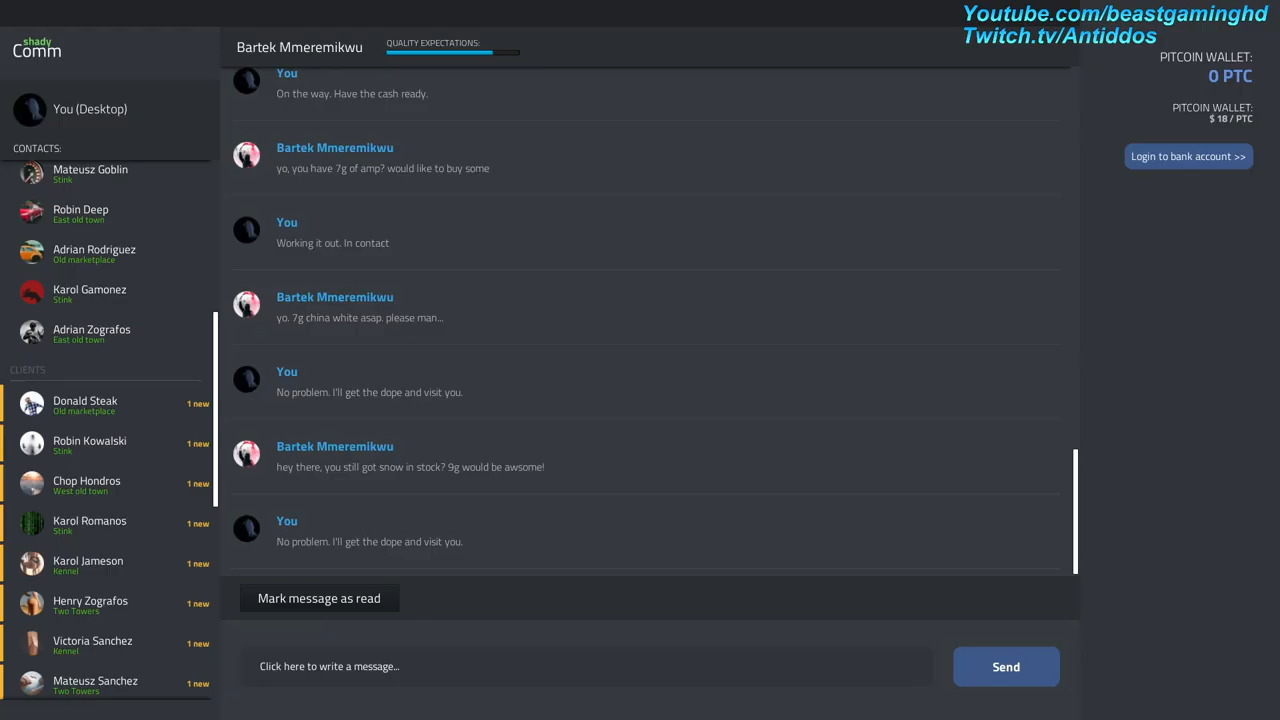 Youtube.com/beastgaminghd
Twitch.tv/Antiddos
shady
Comm
You (Desktop)
CONTACTS:
Mateusz Goblin
Stink
Robin Deep
East old town
Adrian Rodriguez
Old marketplace
Karol Gamonez
Stink
Adrian Zografos
East old town
CLIENTS
Donald Steak
Old marketplace
1 new
Robin Kowalski
Stink
1 new
Chop Hondros
West old town
1 new
Karol Romanos
Stink
1 new
Karol Jameson
Kennel
1 new
Henry Zografos
Two Towers
1 new
Victoria Sanchez
Kennel
1 new
Mateusz Sanchez
Two Towers
1 new
Bartek Mmeremikwu
QUALITY EXPECTATIONS:
You
On the way. Have the cash ready.
Bartek Mmeremikwu
yo, you have 7g of amp? would like to buy some
You
Working it out. In contact
Bartek Mmeremikwu
yo. 7g china white asap. please man...
You
No problem. I'll get the dope and visit you.
Bartek Mmeremikwu
hey there, you still got snow in stock? 9g would be awsome!
You
No problem. I'll get the dope and visit you.
Mark message as read
Click here to write a message...
Send
PITCOIN WALLET:
0 PTC
PITCOIN WALLET:
$ 18 / PTC
Login to bank account >>